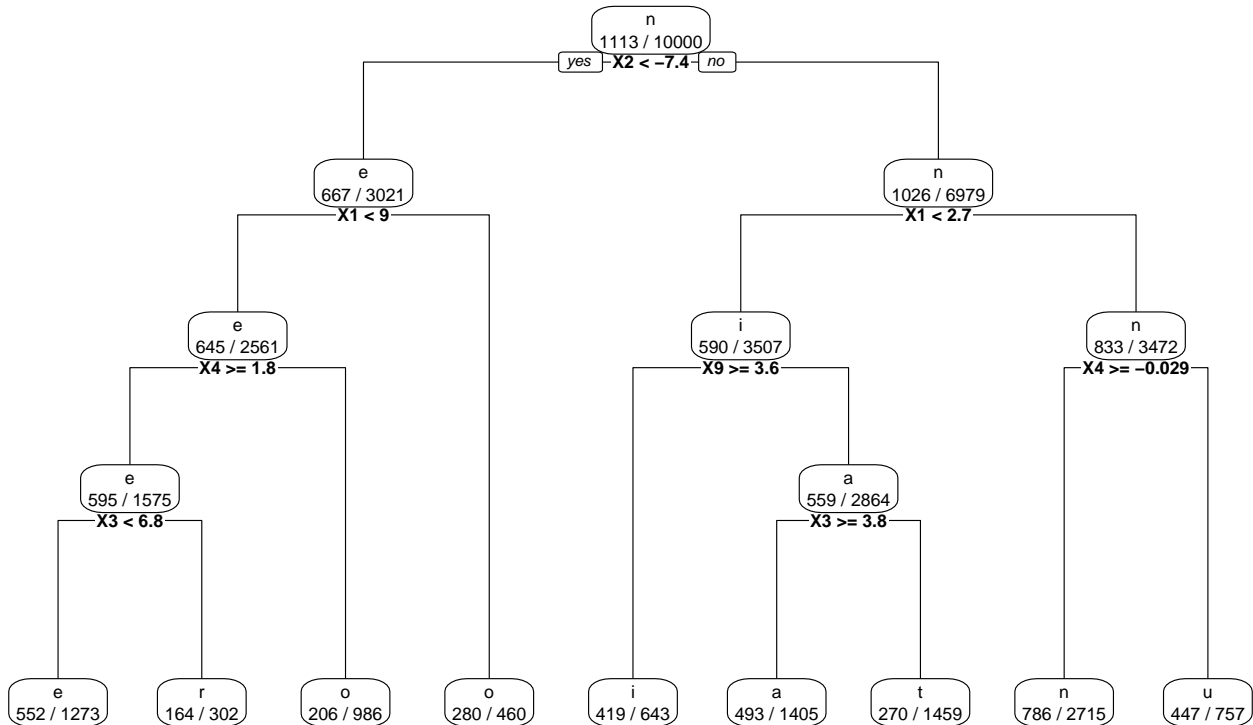 n
1113 / 10000
yes X2 < −7.4 no
e
667 / 3021
X1 < 9
n
1026 / 6979
X1 < 2.7
e
645 / 2561
X4 >= 1.8
i
590 / 3507
X9 >= 3.6
n
833 / 3472
X4 >= −0.029
e
595 / 1575
X3 < 6.8
a
559 / 2864
X3 >= 3.8
e
552 / 1273
r
164 / 302
o
206 / 986
o
280 / 460
i
419 / 643
a
493 / 1405
t
270 / 1459
n
786 / 2715
u
447 / 757